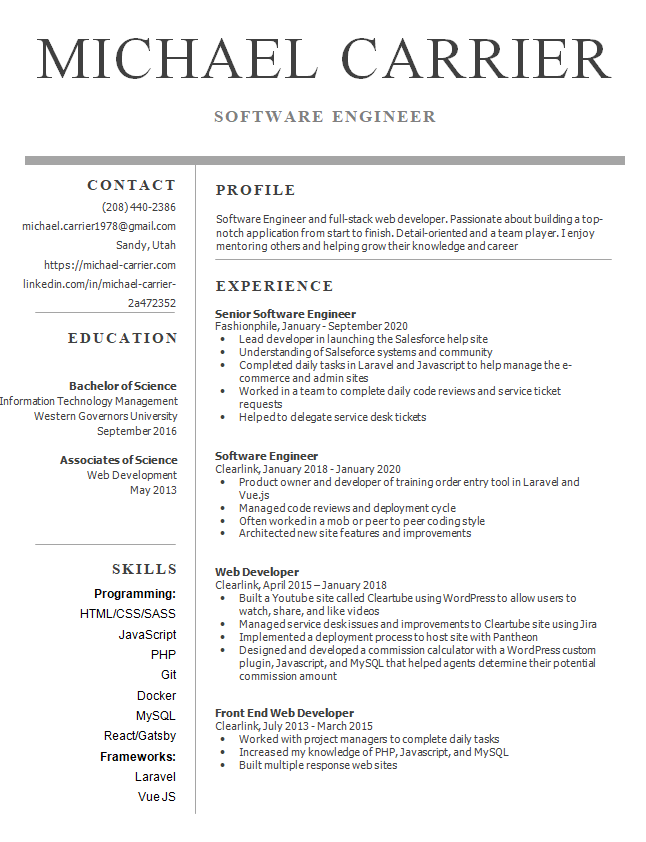 MICHAEL CARRIER
SOFTWARE ENGINEER
CONTACT
(208) 440-2386
michael.carrier1978@gmail.com
Sandy, Utah
https://michael-carrier.com
linkedin.com/in/michael-carrier-
2a472352
EDUCATION
Bachelor of Science
Information Technology Management
Western Governors University
September 2016
Associates of Science
Web Development
May 2013
SKILLS
Programming:
HTML/CSS/SASS
JavaScript
PHP
Git
Docker
MySQL
React/Gatsby
Frameworks:
Laravel
Vue JS
PROFILE
Software Engineer and full-stack web developer. Passionate about building a top-
notch application from start to finish. Detail-oriented and a team player. I enjoy
mentoring others and helping grow their knowledge and career
EXPERIENCE
Senior Software Engineer
Fashionphile, January - September 2020
• Lead developer in launching the Salesforce help site
• Understanding of Salseforce systems and community
• Completed daily tasks in Laravel and Javascript to help manage the e-
commerce and admin sites
• Worked in a team to complete daily code reviews and service ticket
requests
• Helped to delegate service desk tickets
Software Engineer
Clearlink, January 2018 - January 2020
• Product owner and developer of training order entry tool in Laravel and
Vue.js
• Managed code reviews and deployment cycle
• Often worked in a mob or peer to peer coding style
• Architected new site features and improvements
Web Developer
Clearlink, April 2015 – January 2018
• Built a Youtube site called Cleartube using WordPress to allow users to
watch, share, and like videos
• Managed service desk issues and improvements to Cleartube site using Jira
• Implemented a deployment process to host site with Pantheon
• Designed and developed a commission calculator with a WordPress custom
plugin, Javascript, and MySQL that helped agents determine their potential
commission amount
Front End Web Developer
Clearlink, July 2013 - March 2015
• Worked with project managers to complete daily tasks
• Increased my knowledge of PHP, Javascript, and MySQL
• Built multiple response web sites